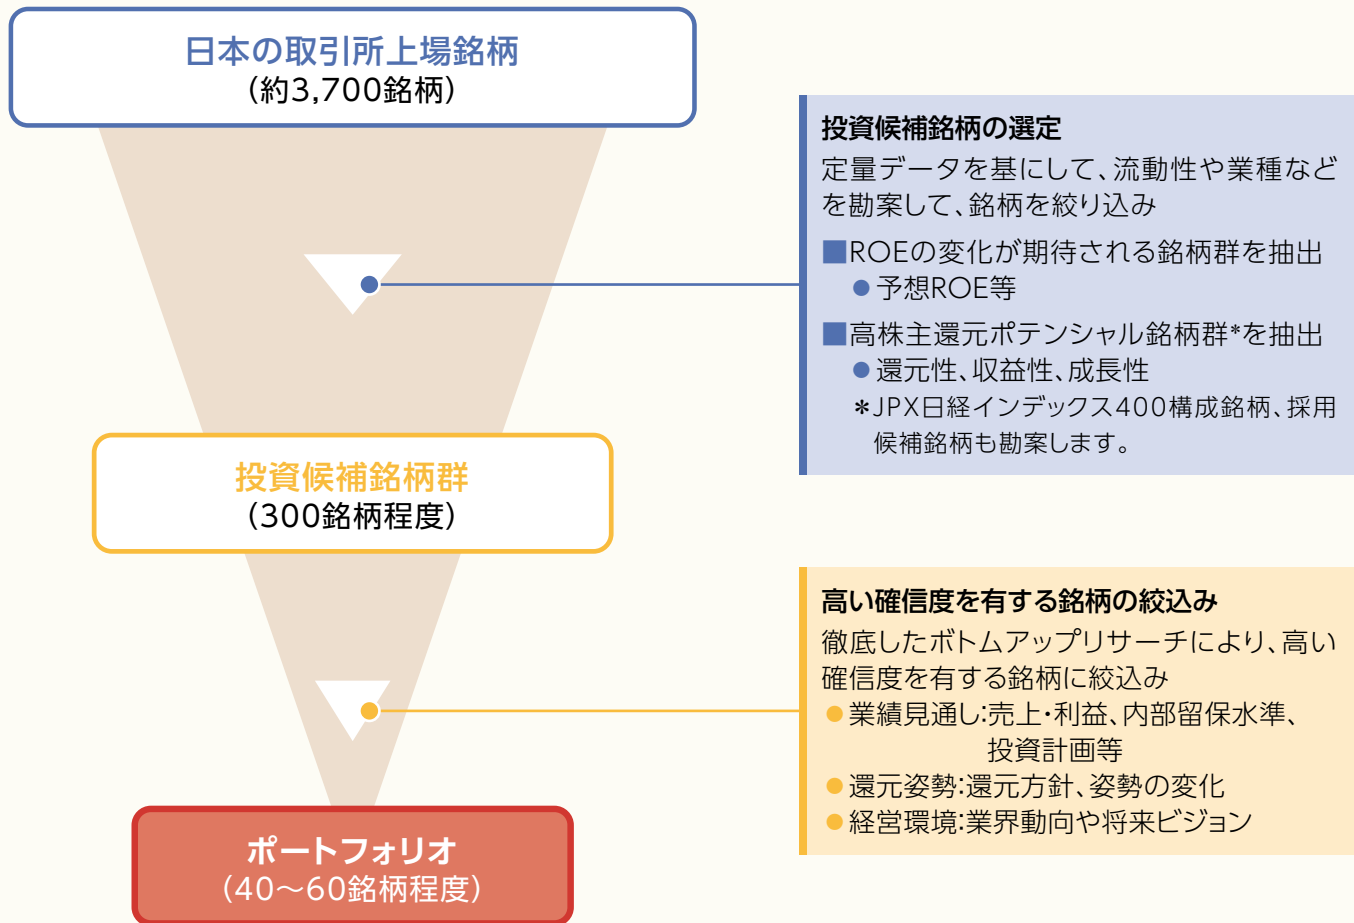 日本の取引所上場銘柄
（約3,700銘柄）
投資候補銘柄の選定
定量データを基にして、流動性や業種など
を勘案して、銘柄を絞り込み
■ROEの変化が期待される銘柄群を抽出
●予想ROE等
■高株主還元ポテンシャル銘柄群*を抽出
●還元性、収益性、成長性
＊JPX日経インデックス400構成銘柄、採用
候補銘柄も勘案します。
投資候補銘柄群
（300銘柄程度）
高い確信度を有する銘柄の絞込み
徹底したボトムアップリサーチにより、高い
確信度を有する銘柄に絞込み
●業績見通し:売上・利益、内部留保水準、
投資計画等
●還元姿勢:還元方針、姿勢の変化
●経営環境:業界動向や将来ビジョン
ポートフォリオ
（40〜60銘柄程度）